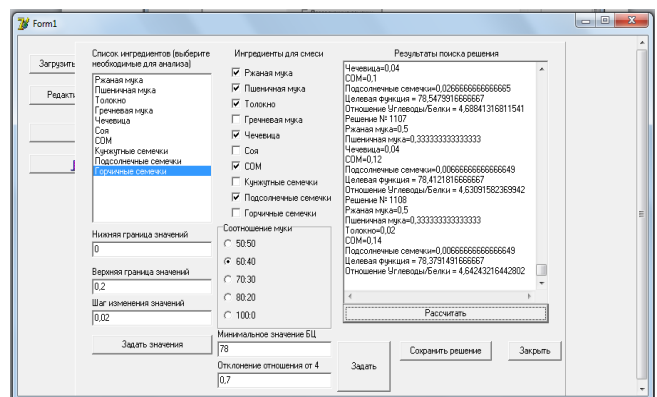 Form1
Загрузить
Редакти
Список ингредиентов (выберите
необходимые для анализа)
Ржаная мука
Пшеничная мука
Толокно
Гречневая мука
Чечевица
Соя
СОМ
Кунжутные семечки
Подсолнечные семечки
Горчичные семечки
Нижняя граница значений
0
Верхняя граница значений
0,2
Шаг изменения значений
0,02
Задать значения
Ингредиенты для смеси
Ржаная мука
Пшеничная мука
Толокно
Гречневая мука
Чечевица
Соя
СОМ
Кунжутные семечки
Подсолнечные семечки
Горчичные семечки
Соотношение муки
50:50
60:40
70:30
80:20
100:0
Минимальное значение БЦ
78
Отклонение отношения от 4
0,7
Задать
Результаты поиска решения
Чечевица=0,04
СОМ=0,1
Подсолнечные семечки=0,0266666666666665
Целевая Функция = 78,5479916666667
Отношение Углеводы/Белки = 4,68841316811541
Решение № 1107
Ржаная мука=0,5
Пшеничная мука=0,333333333333333
Чечевица=0,04
СОМ=0,12
Подсолнечные семечки=0,00666666666666649
Целевая Функция = 78,4121816666667
Отношение Углеводы/Белки = 4,63091582369942
Решение № 1108
Ржаная мука=0,5
Пшеничная мука=0,333333333333333
Толокно=0,02
СОМ=0,14
Подсолнечные семечки=0,00666666666666649
Целевая Функция = 78,3791491666667
Отношение Углеводы/Белки = 4,64243216442802
Рассчитать
Сохранить решение
Закрыть